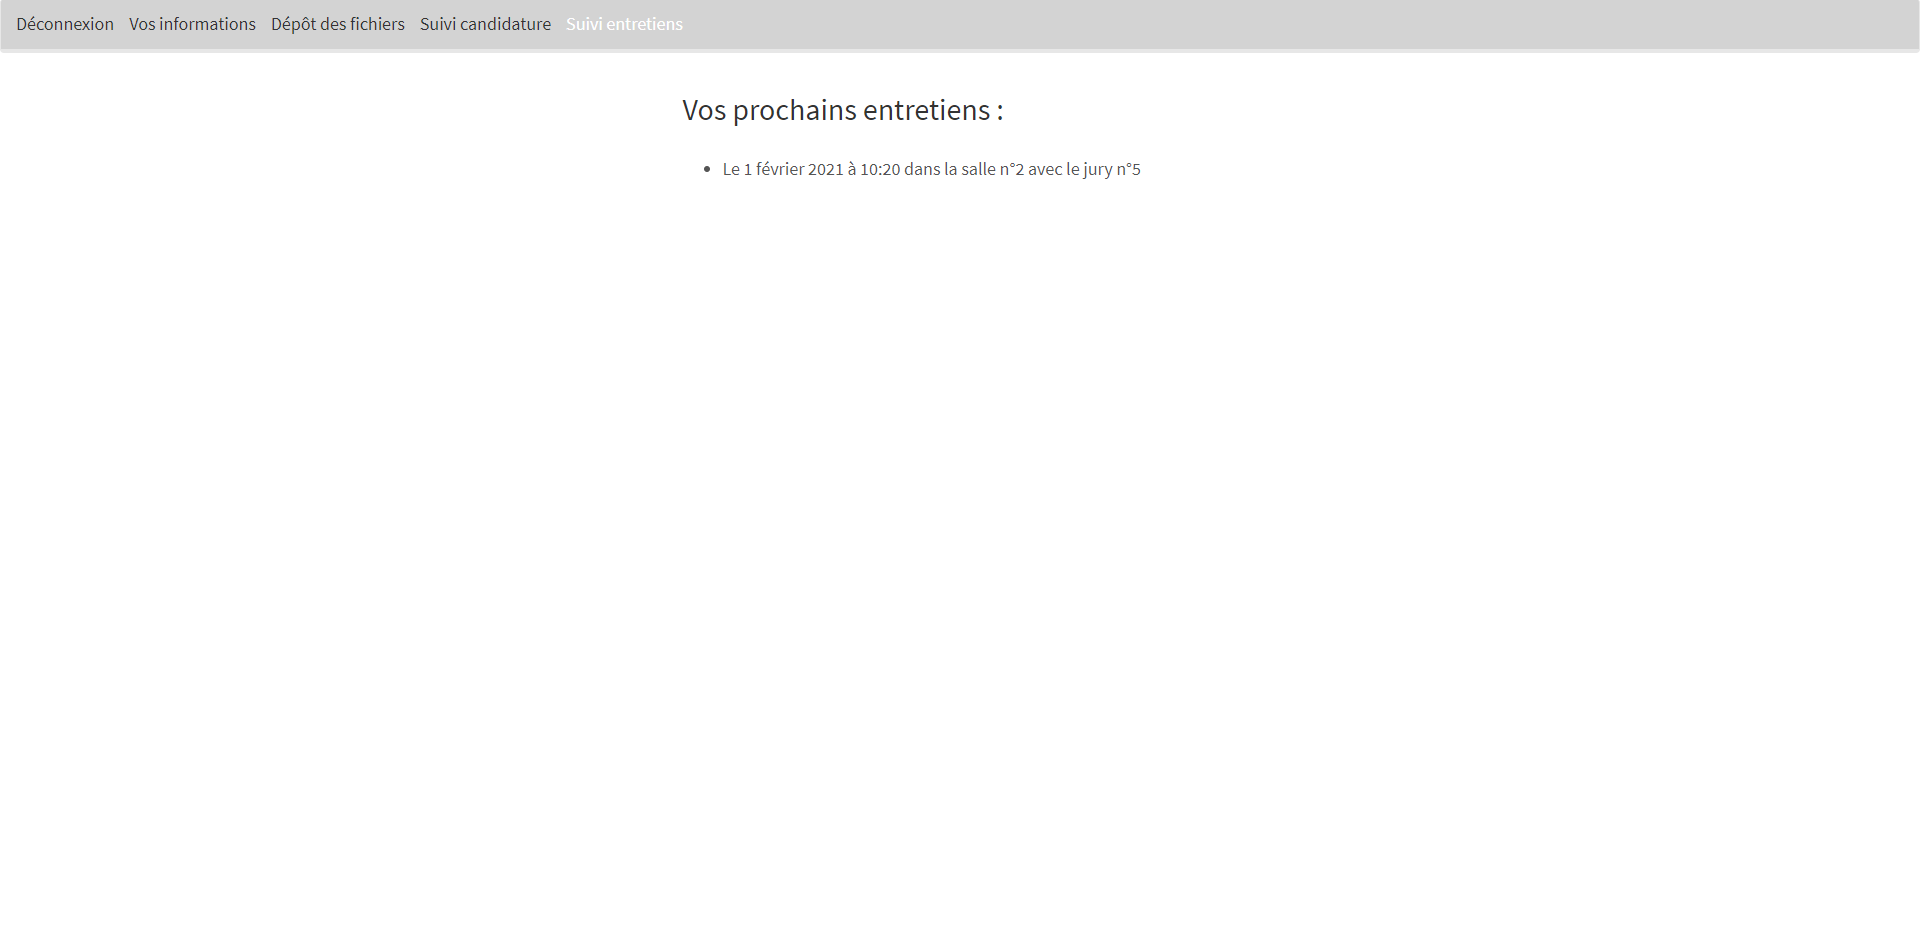 Déconnexion Vos informations Dépôt des fichiers Suivi candidature Suivi entretiens
Vos prochains entretiens :
• Le 1 février 2021 à 10:20 dans la salle n°2 avec le jury n°5